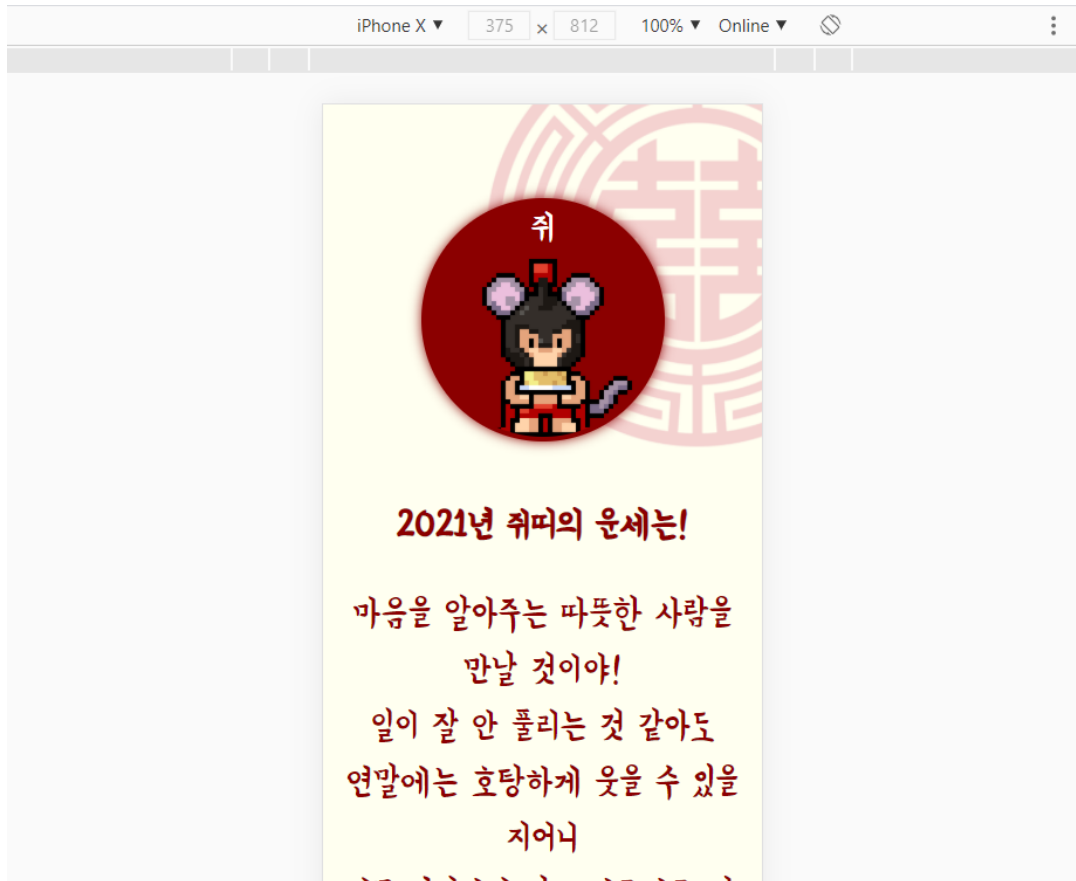 iPhone X ▼ 375 × 812 100% ▼ Online ▼
쥐
2021년 쥐띠의 운세는!
마음을 알아주는 따뜻한 사람을
만날 것이야!
일이 잘 안 풀리는 것 같아도
연말에는 호탕하게 웃을 수 있을
지어니